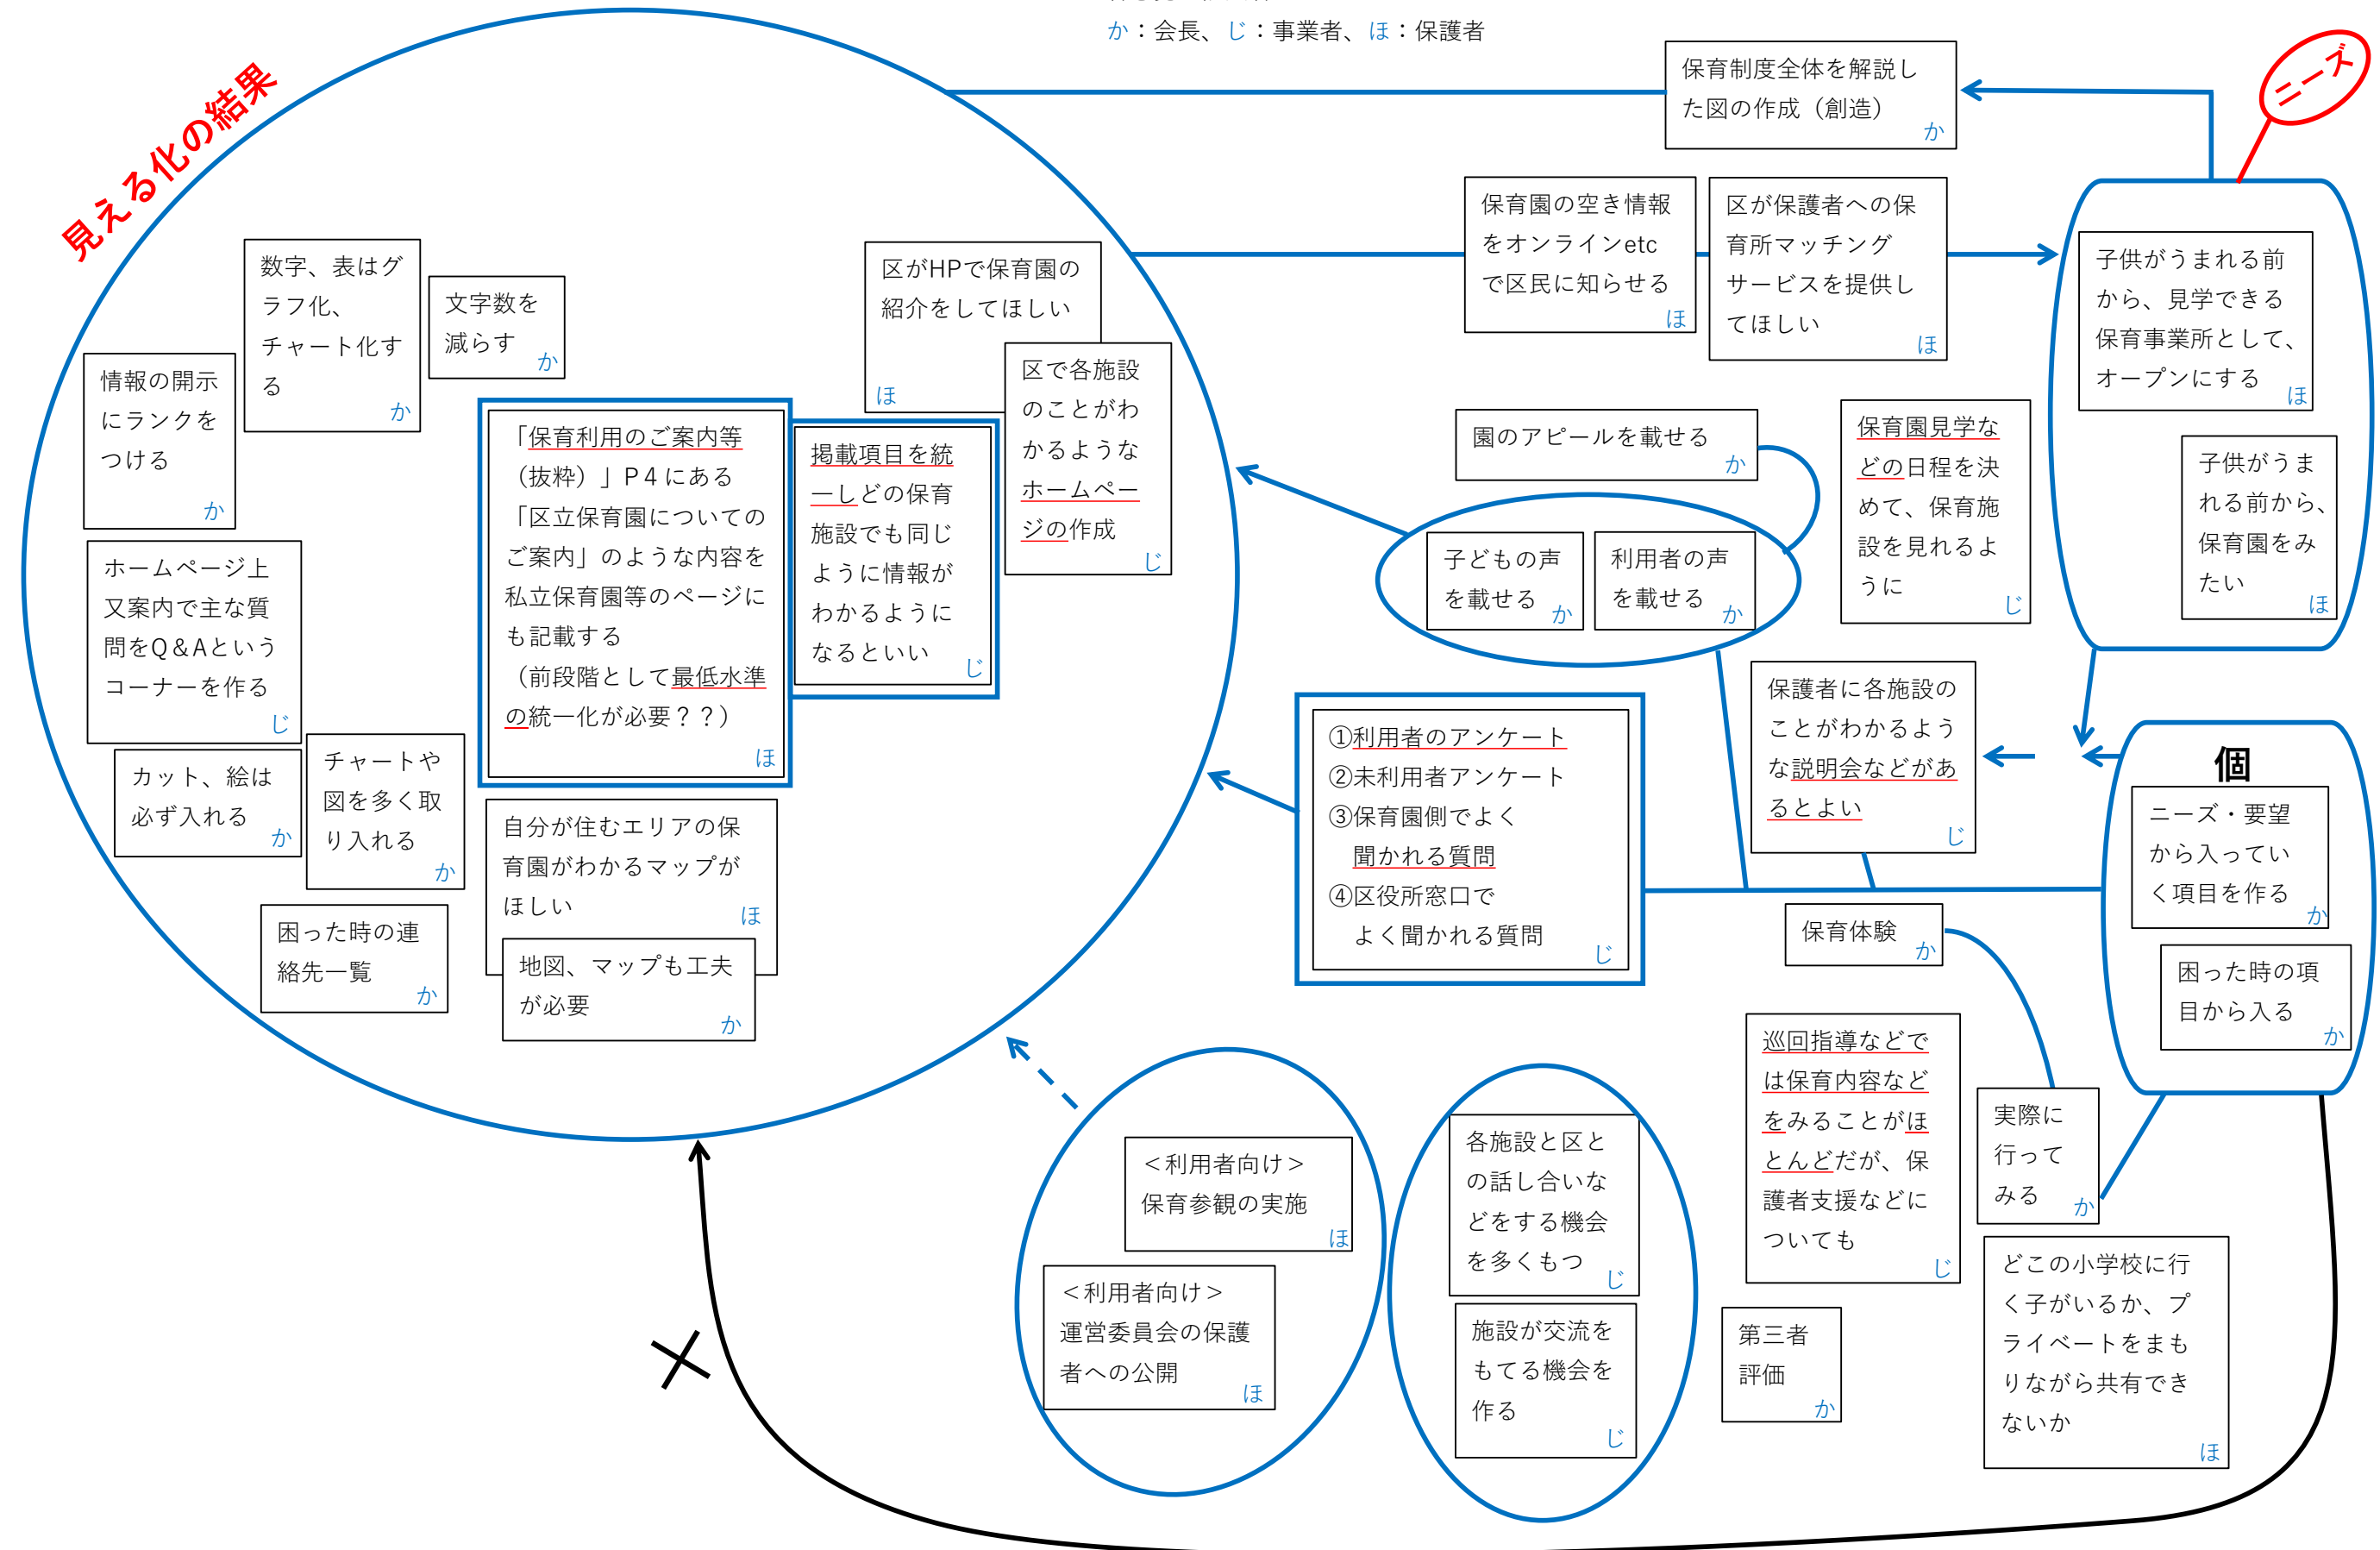 か：会長、じ：事業者、ほ：保護者
見える化の結果
ニーズ
保育制度全体を解説し
た図の作成（創造）
か
保育園の空き情報
をオンラインetc
で区民に知らせる
ほ
区が保護者への保
育所マッチング
サービスを提供し
てほしい
ほ
子供がうまれる前
から、見学できる
保育事業所として、
オープンにする
ほ
子供がうま
れる前から、
保育園をみ
たい
ほ
数字、表はグ
ラフ化、
チャート化す
る
か
文字数を
減らす
か
情報の開示
にランクを
つける
か
区がHPで保育園の
紹介をしてほしい
ほ
区で各施設
のことがわ
かるような
ホームペー
ジの作成
じ
「保育利用のご案内等
（抜粋）」P４にある
「区立保育園についての
ご案内」のような内容を
私立保育園等のページに
も記載する
（前段階として最低水準
の統一化が必要？？）
ほ
掲載項目を統
一しどの保育
施設でも同じ
ように情報が
わかるように
なるといい
じ
ホームページ上
又案内で主な質
問をQ＆Aという
コーナーを作る
じ
カット、絵は
必ず入れる
か
チャートや
図を多く取
り入れる
か
困った時の連
絡先一覧
か
自分が住むエリアの保
育園がわかるマップが
ほしい
ほ
地図、マップも工夫
が必要
か
園のアピールを載せる
か
子どもの声
を載せる
か
利用者の声
を載せる
か
保育園見学な
どの日程を決
めて、保育施
設を見れるよ
うに
じ
①利用者のアンケート
②未利用者アンケート
③保育園側でよく
聞かれる質問
④区役所窓口で
よく聞かれる質問
じ
保護者に各施設の
ことがわかるよう
な説明会などがあ
るとよい
じ
個
ニーズ・要望
から入ってい
く項目を作る
か
困った時の項
目から入る
か
保育体験
か
巡回指導などで
は保育内容など
をみることがほ
とんどだが、保
護者支援などに
ついても
じ
実際に
行って
みる
か
＜利用者向け＞
保育参観の実施
ほ
＜利用者向け＞
運営委員会の保護
者への公開
ほ
各施設と区と
の話し合いな
どをする機会
を多くもつ
じ
施設が交流を
もてる機会を
作る
じ
第三者
評価
か
どこの小学校に行
く子がいるか、プ
ライベートをまも
りながら共有でき
ないか
ほ